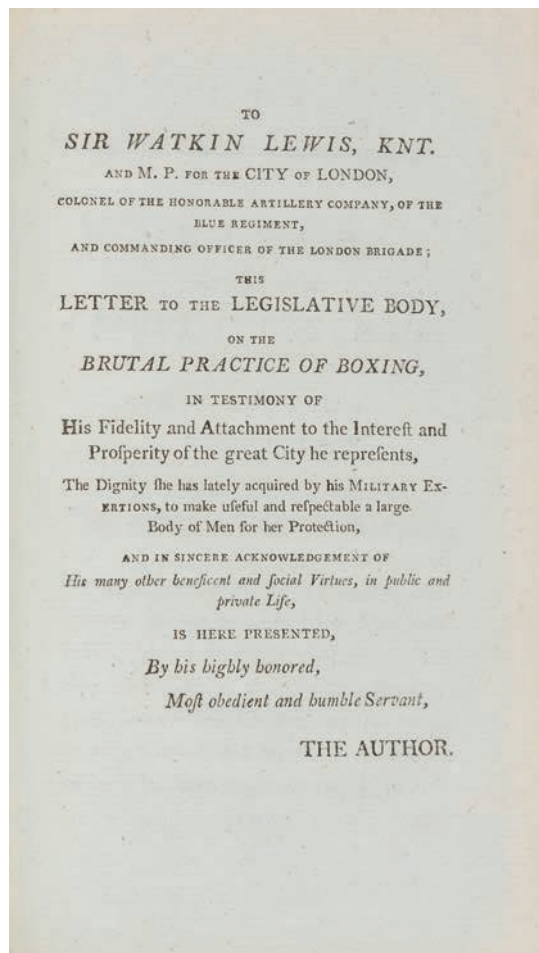 TO
SIR WATKIN LEWIS, KNT.
AND M. P. FOR THE CITY OF LONDON,
COLONEL OF THE HONORABLE ARTILLERY COMPANY, OF THE
BLUE REGIMENT,
AND COMMANDING OFFICER OF THE LONDON BRIGADE;
THIS
LETTER TO THE LEGISLATIVE BODY,
ON THE
BRUTAL PRACTICE OF BOXING,
IN TESTIMONY OF
His Fidelity and Attachment to the Intereſt and
Proſperity of the great City he repreſents,
The Dignity ſhe has lately acquired by his MILITARY EX-
ERTIONS, to make uſeful and reſpectable a large
Body of Men for her Protection,
AND IN SINCERE ACKNOWLEDGEMENT OF
His many other beneficent and ſocial Virtues, in public and
private Life,
IS HERE PRESENTED,
By his highly honored,
Moſt obedient and humble Servant,
THE AUTHOR.